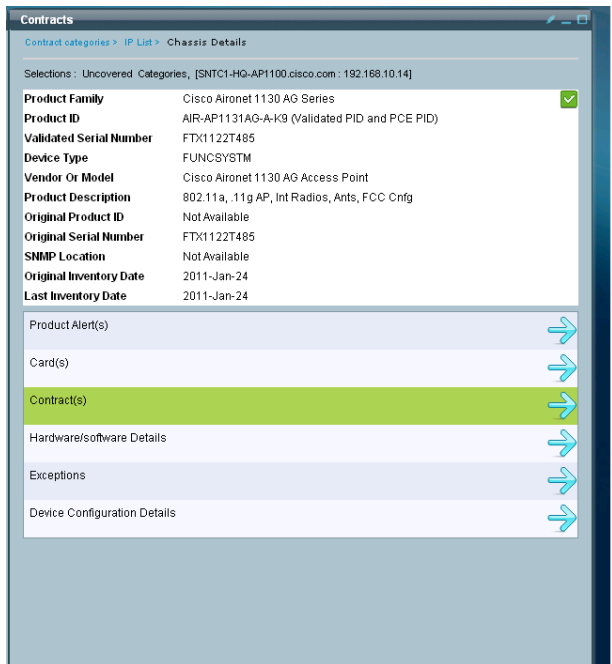 Contracts
Contract categories > IP List > Chassis Details
Selections : Uncovered Categories, [SNTC1-HQ-AP1100.cisco.com : 192.168.10.14]
Product Family Cisco Aironet 1130 AG Series
Product ID AIR-AP1131AG-A-K9 (Validated PID and PCE PID)
Validated Serial Number FTX1122T485
Device Type FUNCSYSTM
Vendor Or Model Cisco Aironet 1130 AG Access Point
Product Description 802.11a, .11g AP, Int Radios, Ants, FCC Cnfg
Original Product ID Not Available
Original Serial Number FTX1122T485
SNMP Location Not Available
Original Inventory Date 2011-Jan-24
Last Inventory Date 2011-Jan-24
Product Alert(s)
Card(s)
Contract(s)
Hardware/software Details
Exceptions
Device Configuration Details